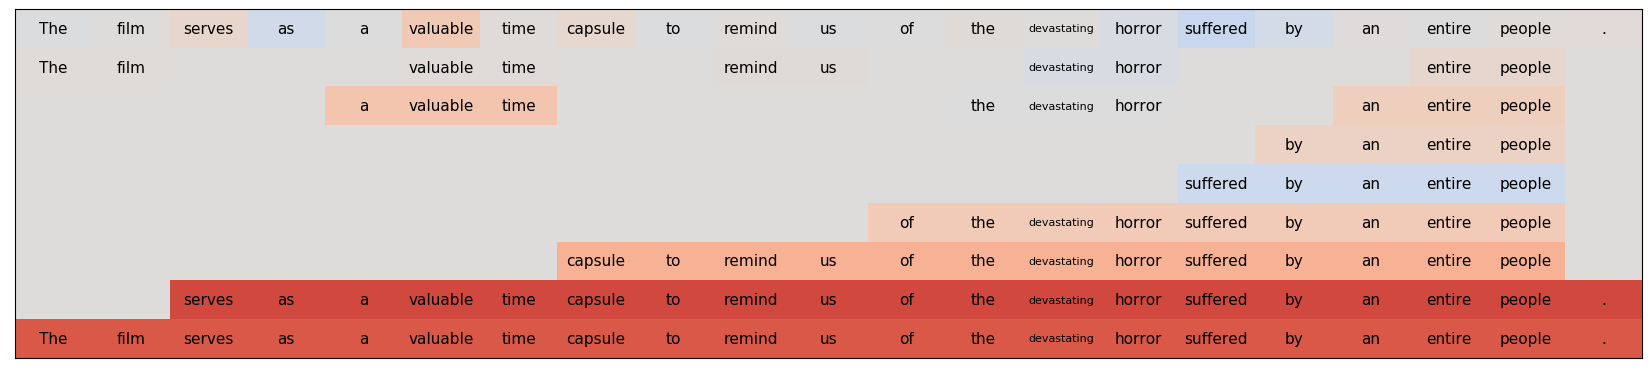 The film serves as a valuable time capsule to remind us of the devastating horror suffered by an entire people .
The film valuable time remind us devastating horror entire people
a valuable time the devastating horror an entire people
by an entire people
suffered by an entire people
of the devastating horror suffered by an entire people
capsule to remind us of the devastating horror suffered by an entire people
serves as a valuable time capsule to remind us of the devastating horror suffered by an entire people .
The film serves as a valuable time capsule to remind us of the devastating horror suffered by an entire people .